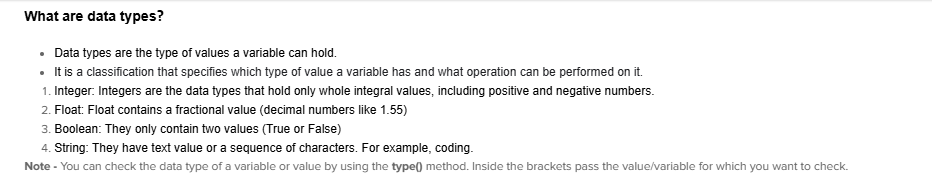 What are data types?
• Data types are the type of values a variable can hold.
• It is a classification that specifies which type of value a variable has and what operation can be performed on it.
1. Integer: Integers are the data types that hold only whole integral values, including positive and negative numbers.
2. Float: Float contains a fractional value (decimal numbers like 1.55)
3. Boolean: They only contain two values (True or False)
4. String: They have text value or a sequence of characters. For example, coding.
Note - You can check the data type of a variable or value by using the type() method. Inside the brackets pass the value/variable for which you want to check.